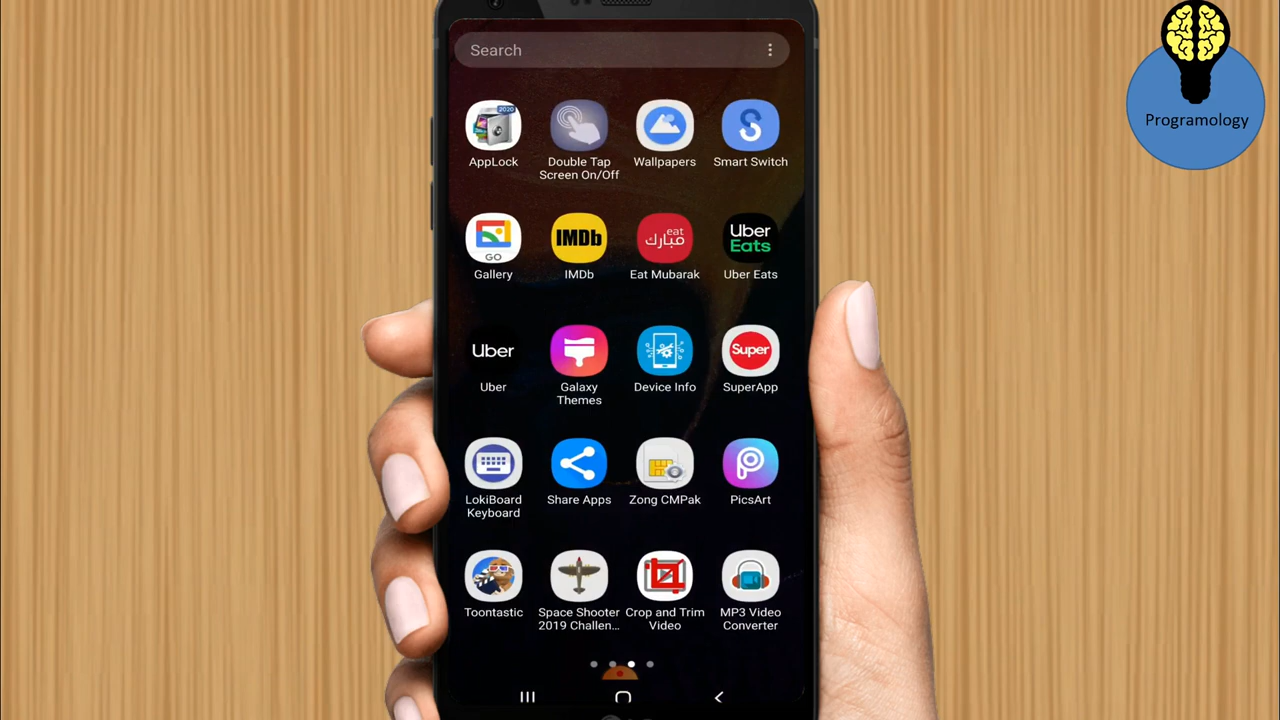 Programology
Search
2020
AppLock
Double Tap
Screen On/Off
Wallpapers
Smart Switch
GO
Gallery
IMDb
IMDb
eat
مبارك
Eat Mubarak
Uber
Eats
Uber Eats
Uber
Uber
Galaxy
Themes
Device Info
Super
SuperApp
LokiBoard
Keyboard
Share Apps
Zong CMPak
PicsArt
Toontastic
Space Shooter
2019 Challen...
Crop and Trim
Video
MP3 Video
Converter